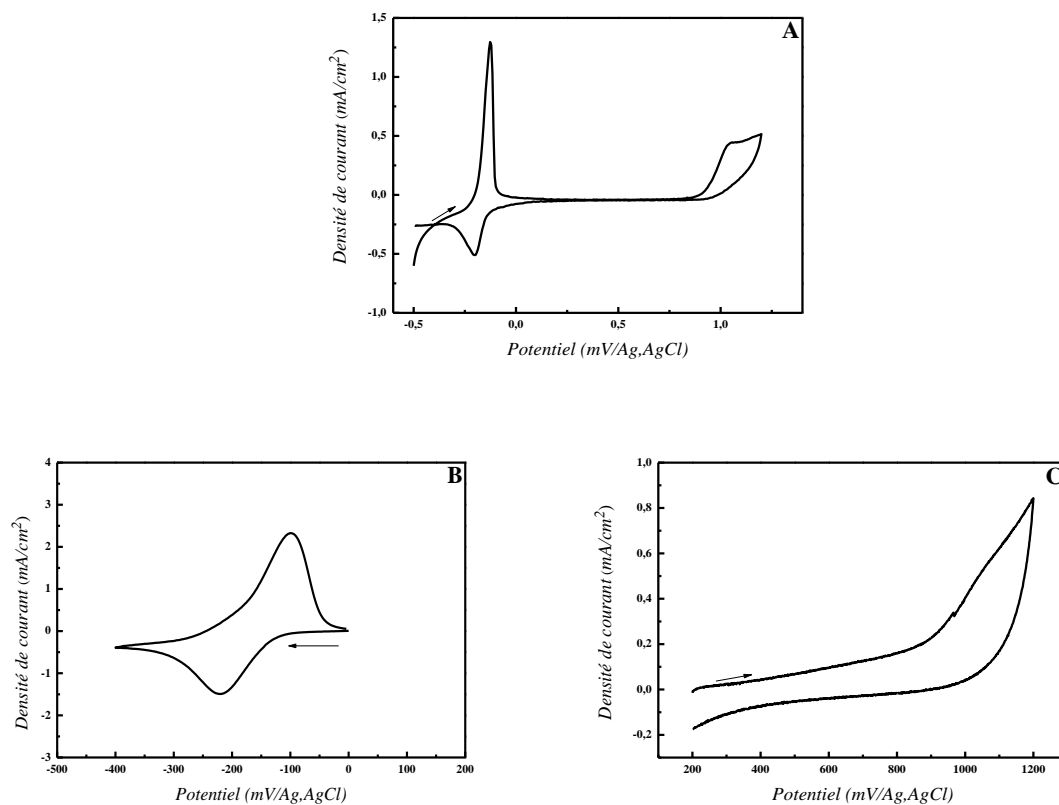 A
1,5
1,0
0,5
0,0
-0,5
-1,0
Densité de courant (mA/cm²)
-0,5 0,0 0,5 1,0
Potentiel (mV/Ag,AgCl)
B
4
3
2
1
0
-1
-2
-3
Densité de courant (mA/cm²)
-500 -400 -300 -200 -100 0 100 200
Potentiel (mV/Ag,AgCl)
C
1,0
0,8
0,6
0,4
0,2
0,0
-0,2
Densité de courant (mA/cm²)
200 400 600 800 1000 1200
Potentiel (mV/Ag,AgCl)